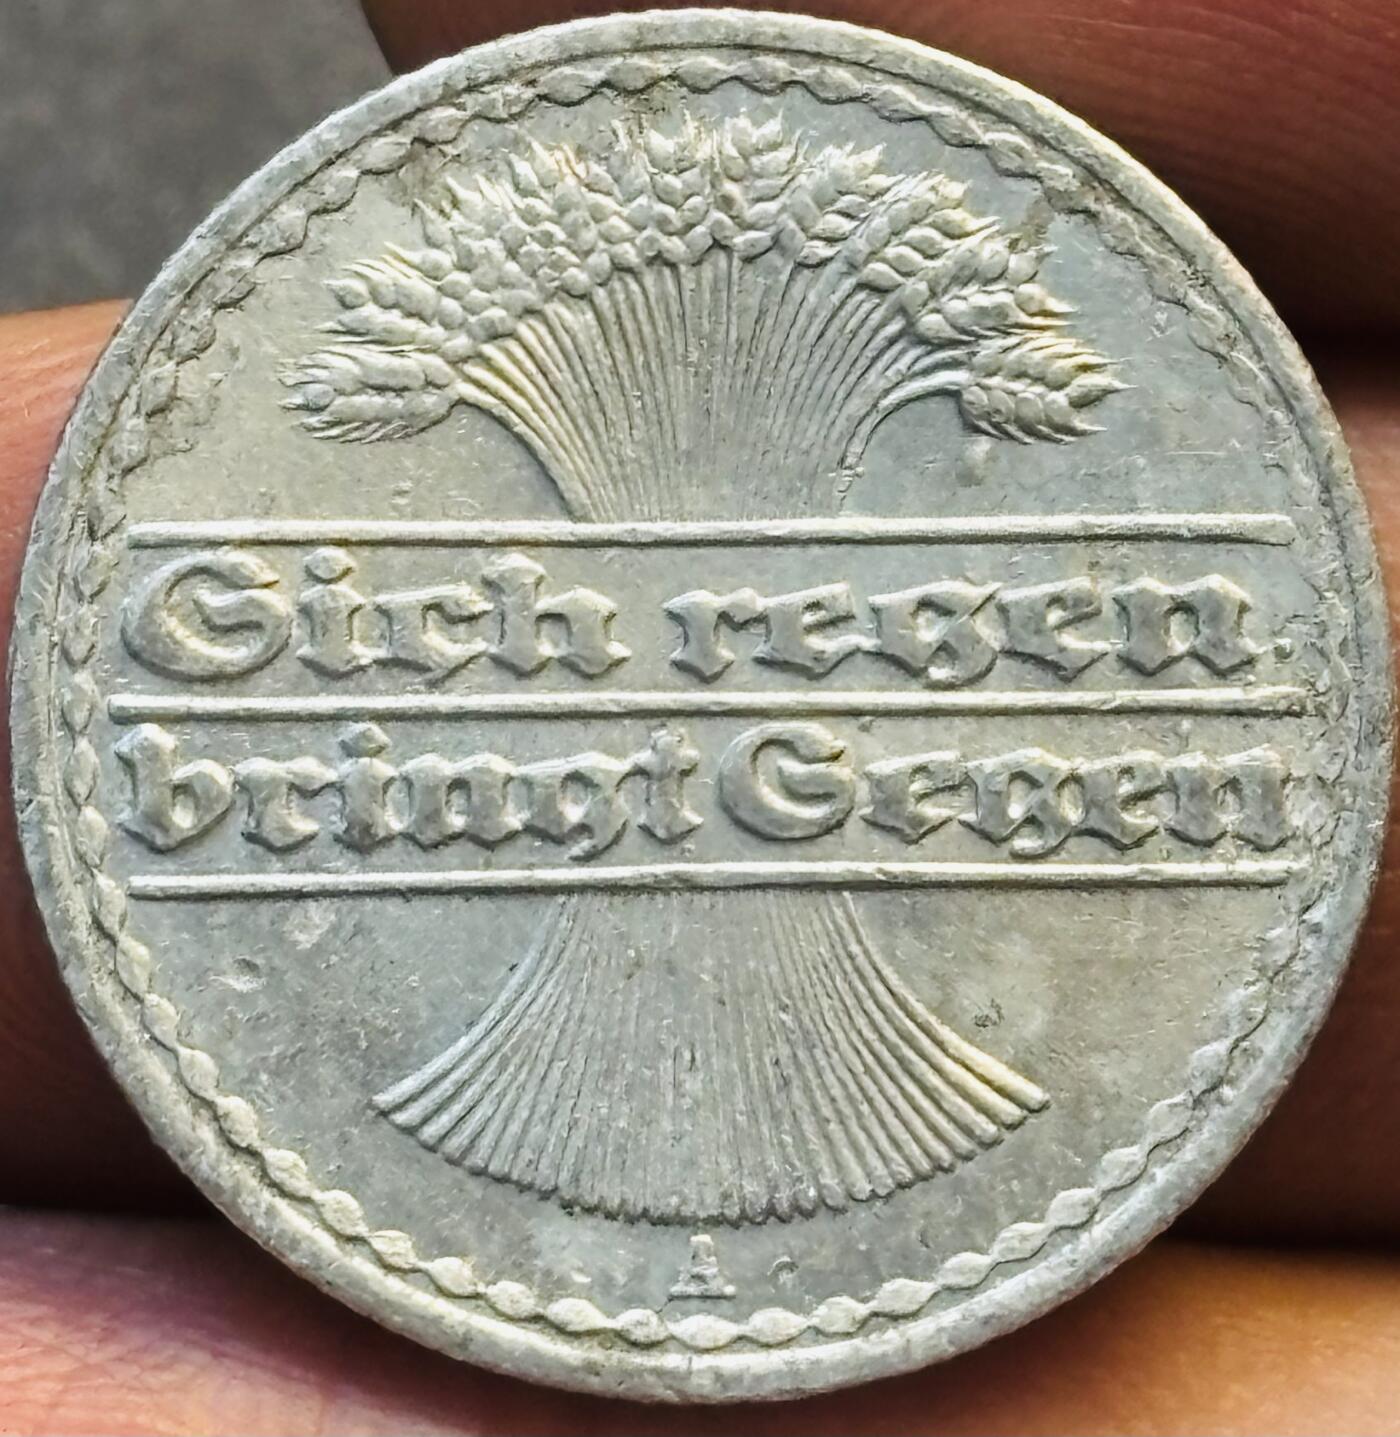 Sich regen
bringt Segen
A